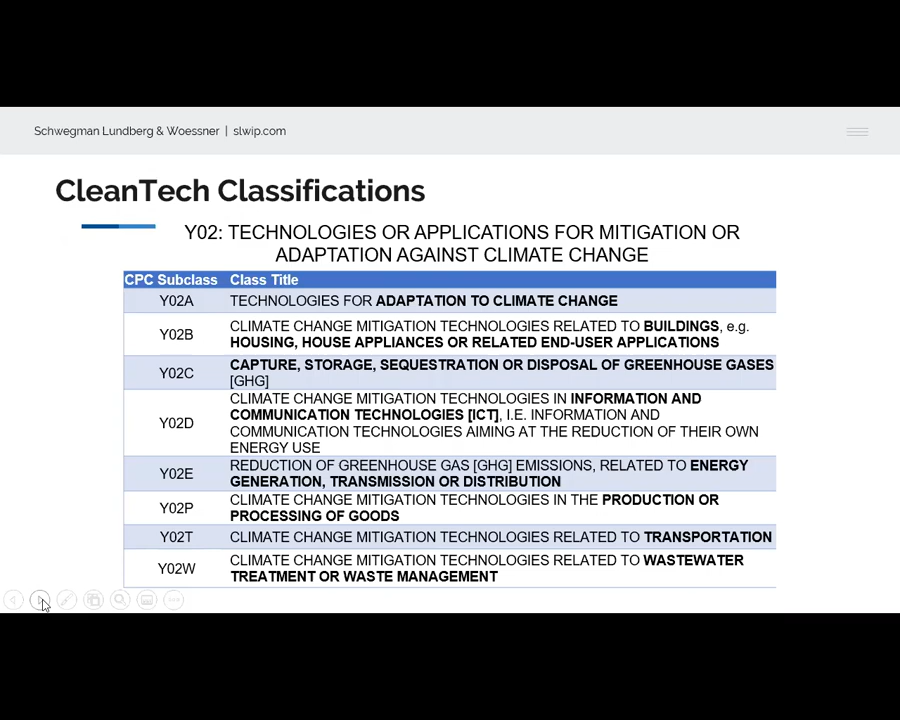 Schwegman Lundberg & Woessner | slwip.com
CleanTech Classifications
Y02: TECHNOLOGIES OR APPLICATIONS FOR MITIGATION OR
ADAPTATION AGAINST CLIMATE CHANGE
CPC Subclass Class Title
Y02A TECHNOLOGIES FOR ADAPTATION TO CLIMATE CHANGE
Y02B CLIMATE CHANGE MITIGATION TECHNOLOGIES RELATED TO BUILDINGS, e.g.
HOUSING, HOUSE APPLIANCES OR RELATED END-USER APPLICATIONS
Y02C CAPTURE, STORAGE, SEQUESTRATION OR DISPOSAL OF GREENHOUSE GASES
[GHG]
Y02D CLIMATE CHANGE MITIGATION TECHNOLOGIES IN INFORMATION AND
COMMUNICATION TECHNOLOGIES [ICT], I.E. INFORMATION AND
COMMUNICATION TECHNOLOGIES AIMING AT THE REDUCTION OF THEIR OWN
ENERGY USE
Y02E REDUCTION OF GREENHOUSE GAS [GHG] EMISSIONS, RELATED TO ENERGY
GENERATION, TRANSMISSION OR DISTRIBUTION
Y02P CLIMATE CHANGE MITIGATION TECHNOLOGIES IN THE PRODUCTION OR
PROCESSING OF GOODS
Y02T CLIMATE CHANGE MITIGATION TECHNOLOGIES RELATED TO TRANSPORTATION
Y02W CLIMATE CHANGE MITIGATION TECHNOLOGIES RELATED TO WASTEWATER
TREATMENT OR WASTE MANAGEMENT